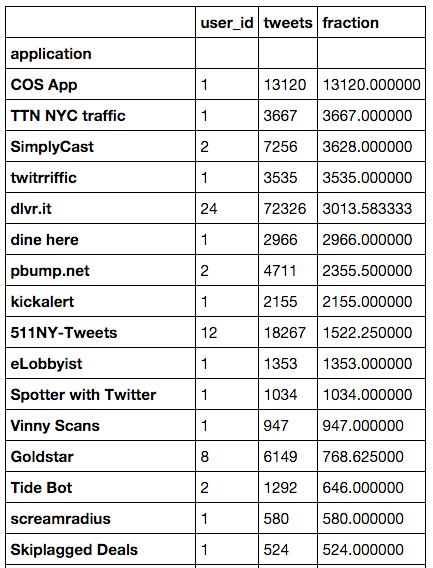 user_id tweets fraction
application
COS App 1 13120 13120.000000
TTN NYC traffic 1 3667 3667.000000
SimplyCast 2 7256 3628.000000
twitrriffic 1 3535 3535.000000
dlvr.it 24 72326 3013.583333
dine here 1 2966 2966.000000
pbump.net 2 4711 2355.500000
kickalert 1 2155 2155.000000
511NY-Tweets 12 18267 1522.250000
eLobbyist 1 1353 1353.000000
Spotter with Twitter 1 1034 1034.000000
Vinny Scans 1 947 947.000000
Goldstar 8 6149 768.625000
Tide Bot 2 1292 646.000000
screamradius 1 580 580.000000
Skiplagged Deals 1 524 524.000000